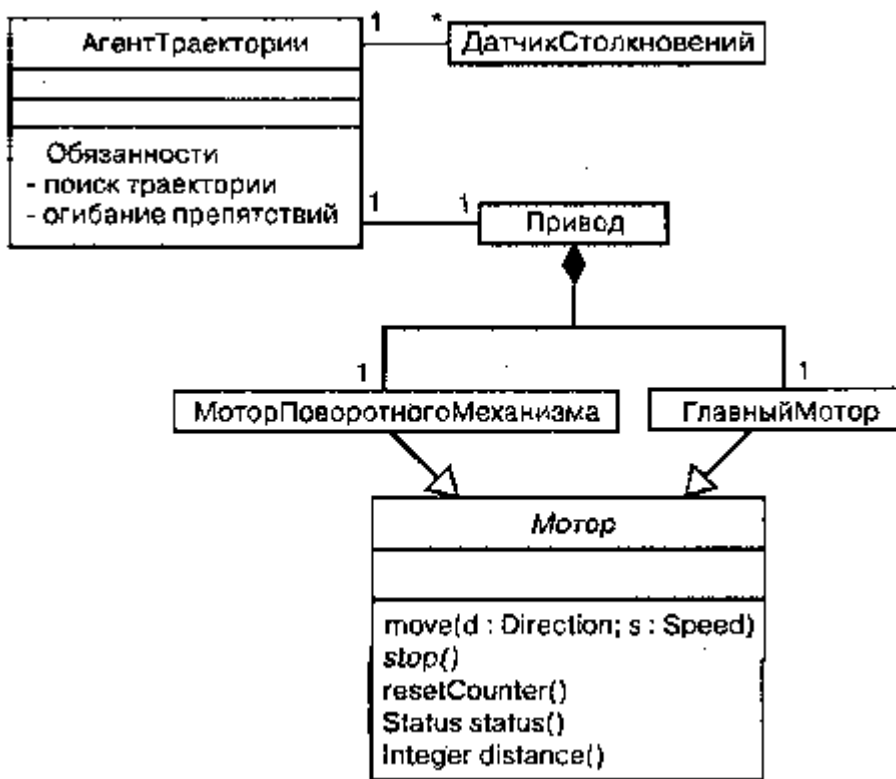 АгентТраектории
1
*
ДатчикСтолкновений
Обязанности
- поиск траектории
- огибание препятствий
1
1
Привод
1
1
МоторПоворотногоМеханизма
ГлавныйМотор
Мотор
move(d : Direction; s : Speed)
stop()
resetCounter()
Status status()
Integer distance()